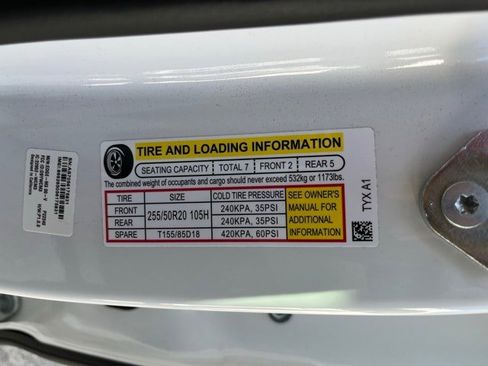 TIRE AND LOADING INFORMATION
SEATING CAPACITY TOTAL 7 FRONT 2 REAR 5
The combined weight of occupants and cargo should never exceed 532kg or 1173lbs.
TIRE SIZE COLD TIRE PRESSURE
FRONT 255/50R20 105H 240KPA, 35PSI
REAR 240KPA, 35PSI
SPARE T155/85D18 420KPA, 60PSI
SEE OWNER'S
MANUAL FOR
ADDITIONAL
INFORMATION
TYX A1